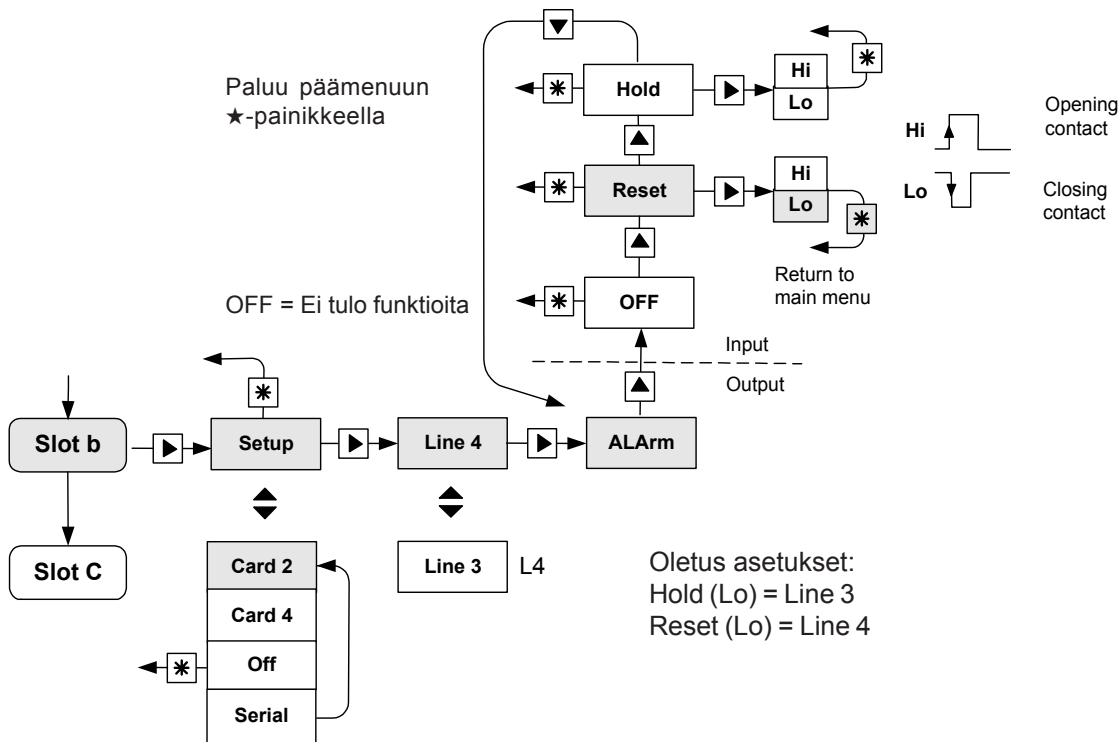 Paluu päämenuun
★-painikkeella
Hold
Hi
Lo
Hi
Opening
contact
Lo
Closing
contact
Reset
Hi
Lo
Return to
main menu
OFF = Ei tulo funktioita
OFF
Input
Output
Slot b
Setup
Line 4
ALArm
Slot C
Card 2
Card 4
Off
Serial
Line 3
L4
Oletus asetukset:
Hold (Lo) = Line 3
Reset (Lo) = Line 4